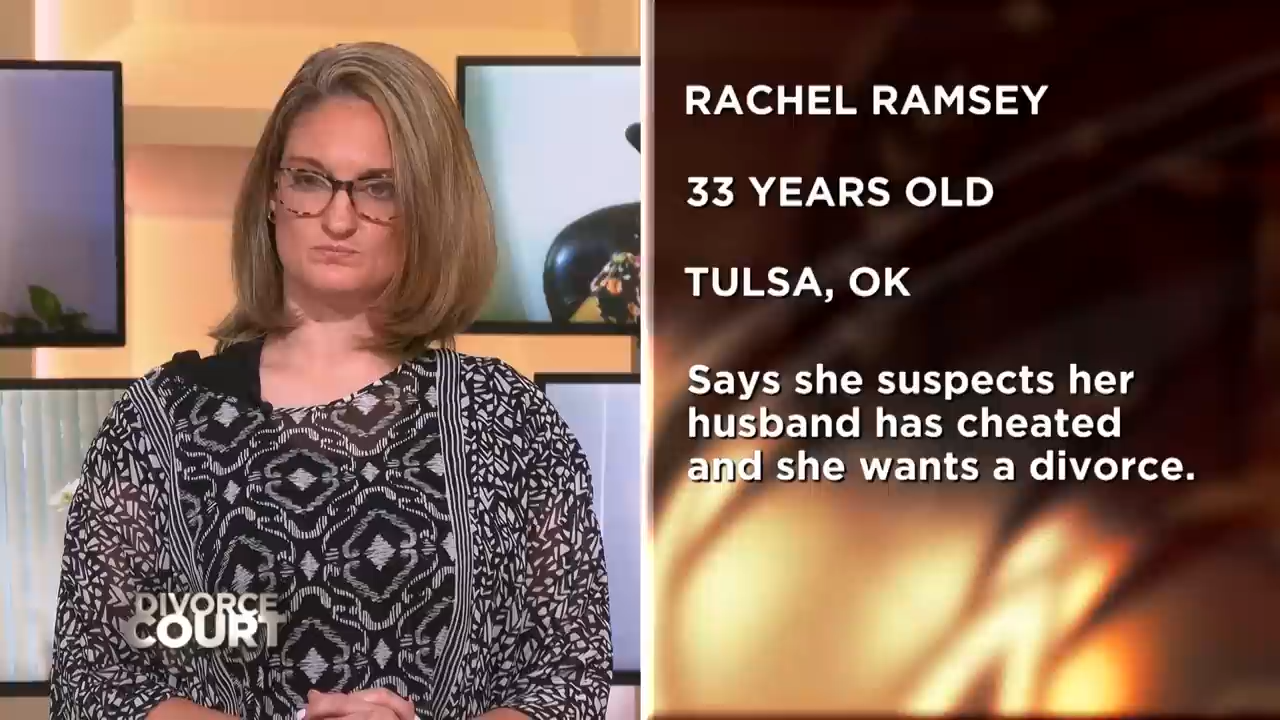 RACHEL RAMSEY
33 YEARS OLD
TULSA, OK
Says she suspects her
husband has cheated
and she wants a divorce.
DIVORCE
COURT